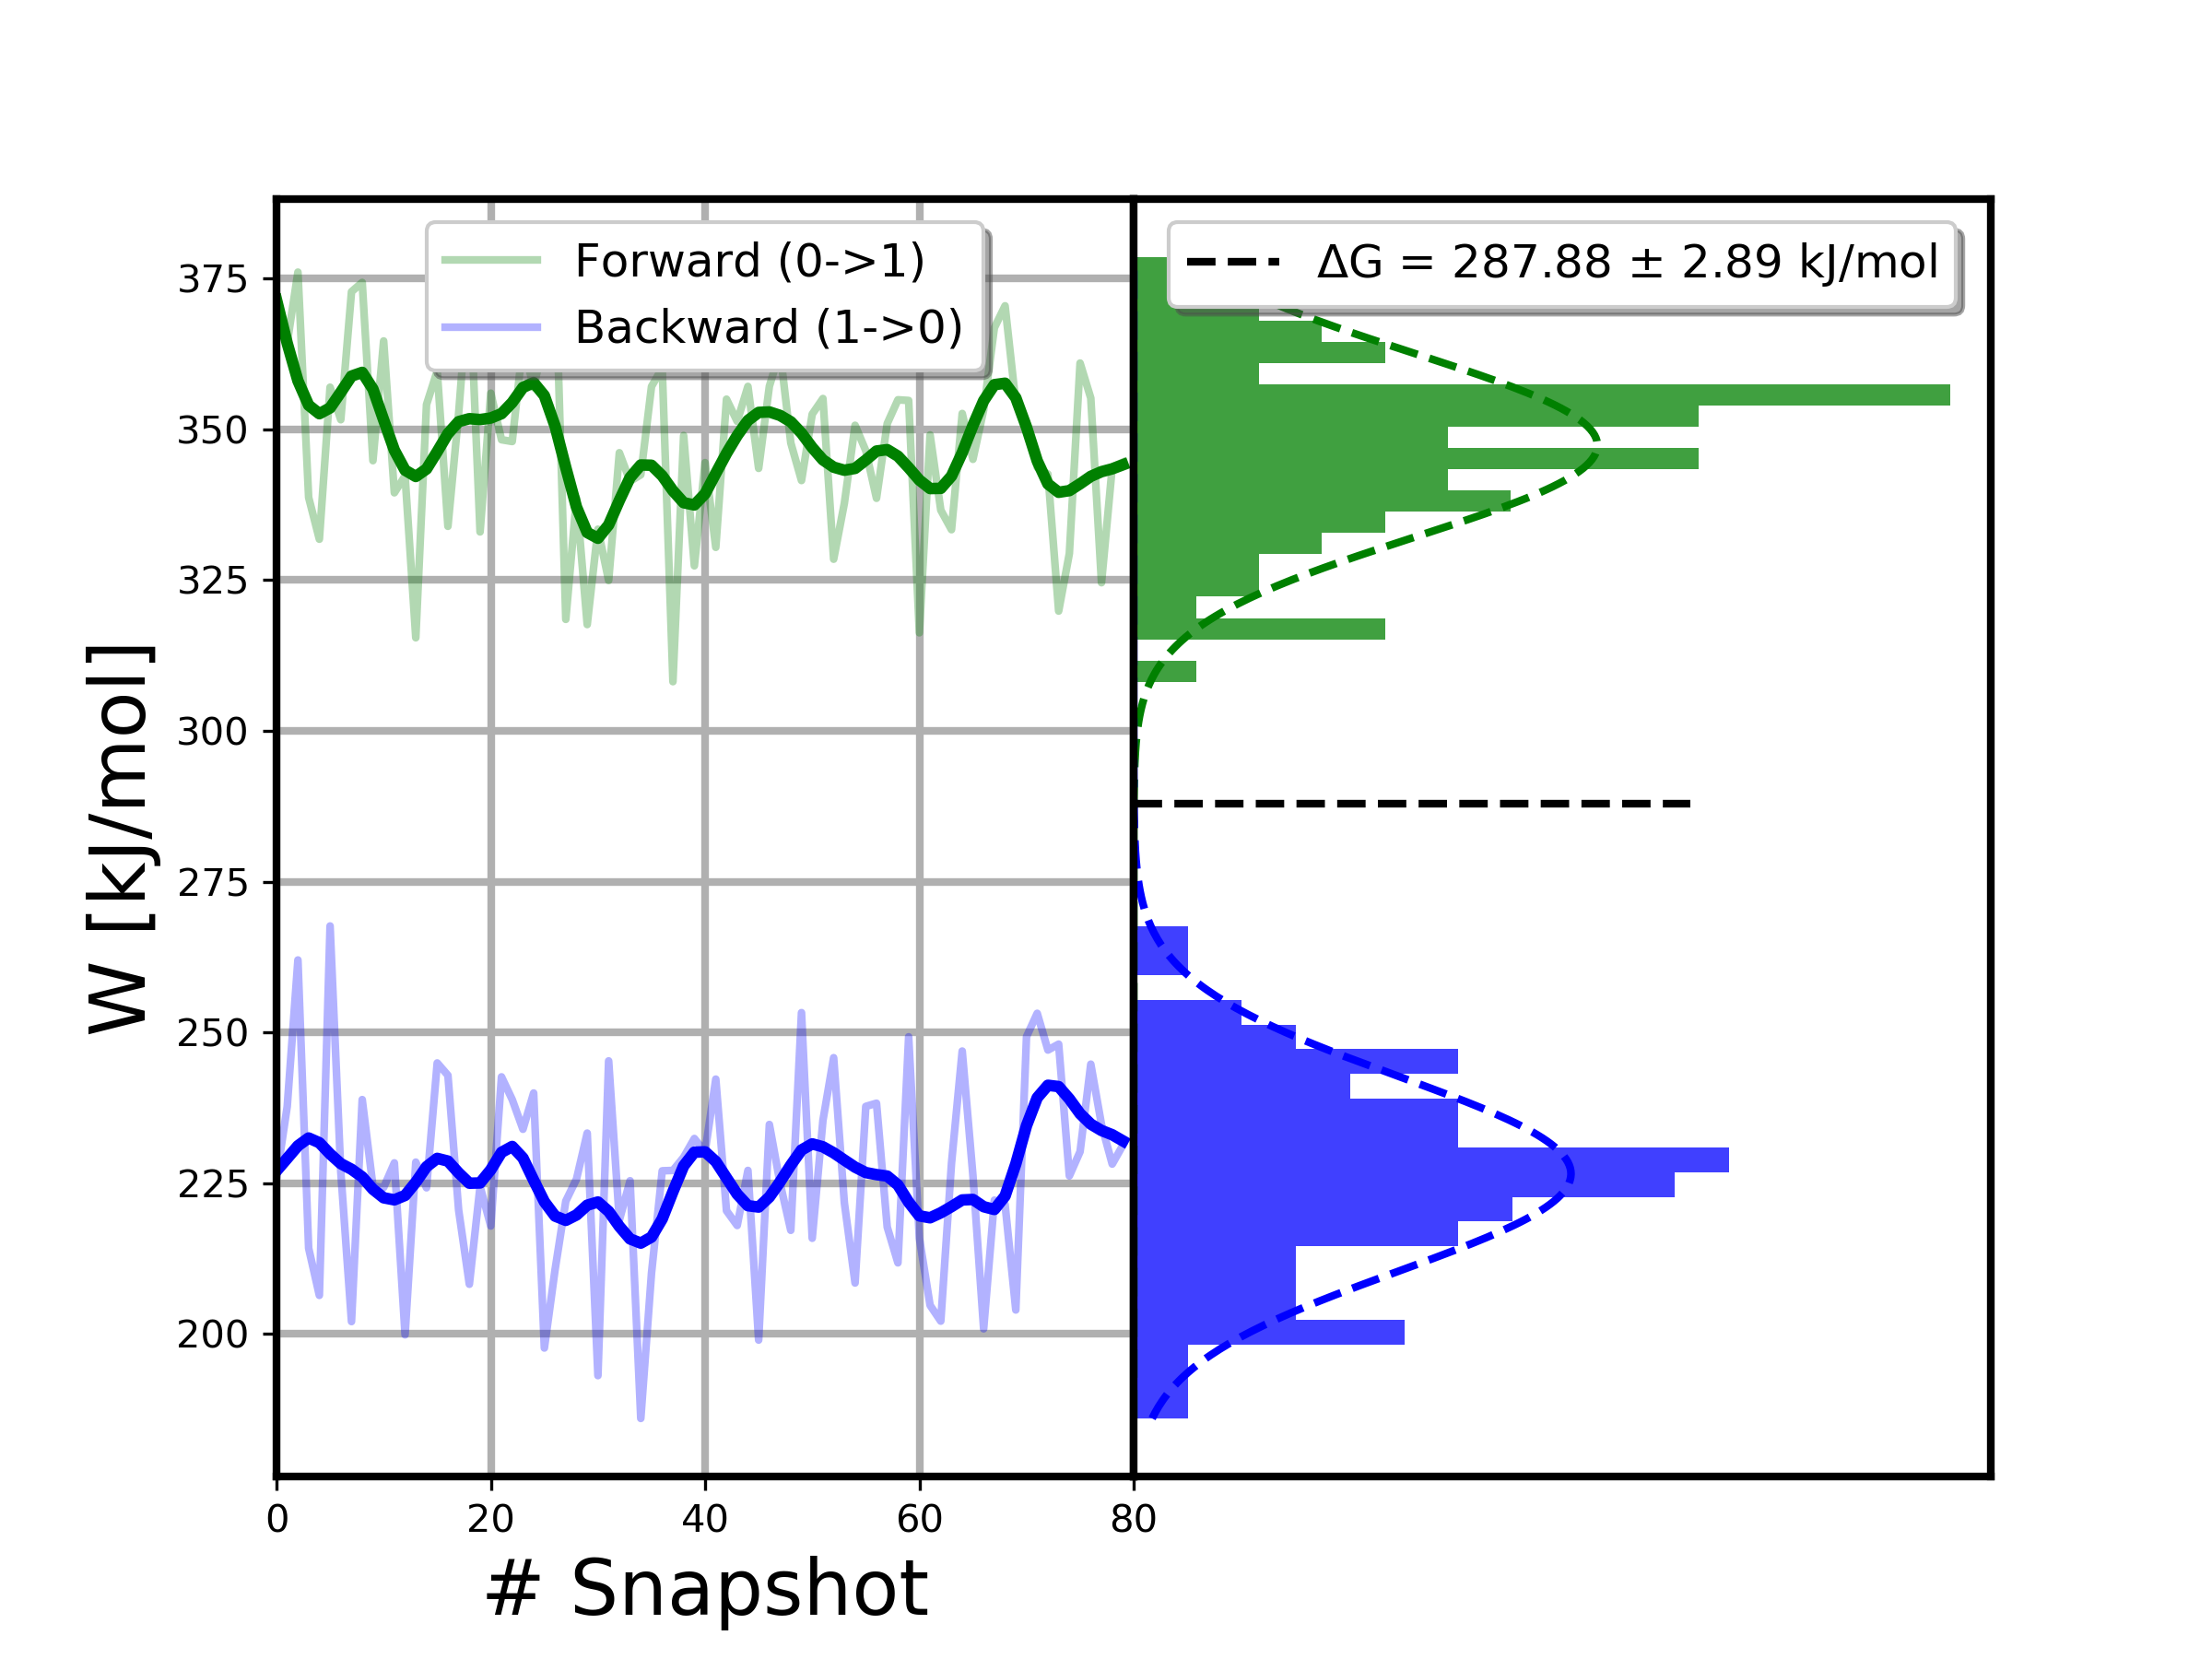 Forward (0->1)
Backward (1->0)
ΔG = 287.88 ± 2.89 kJ/mol
W [kJ/mol]
375
350
325
300
275
250
225
200
0 20 40 60 80
# Snapshot